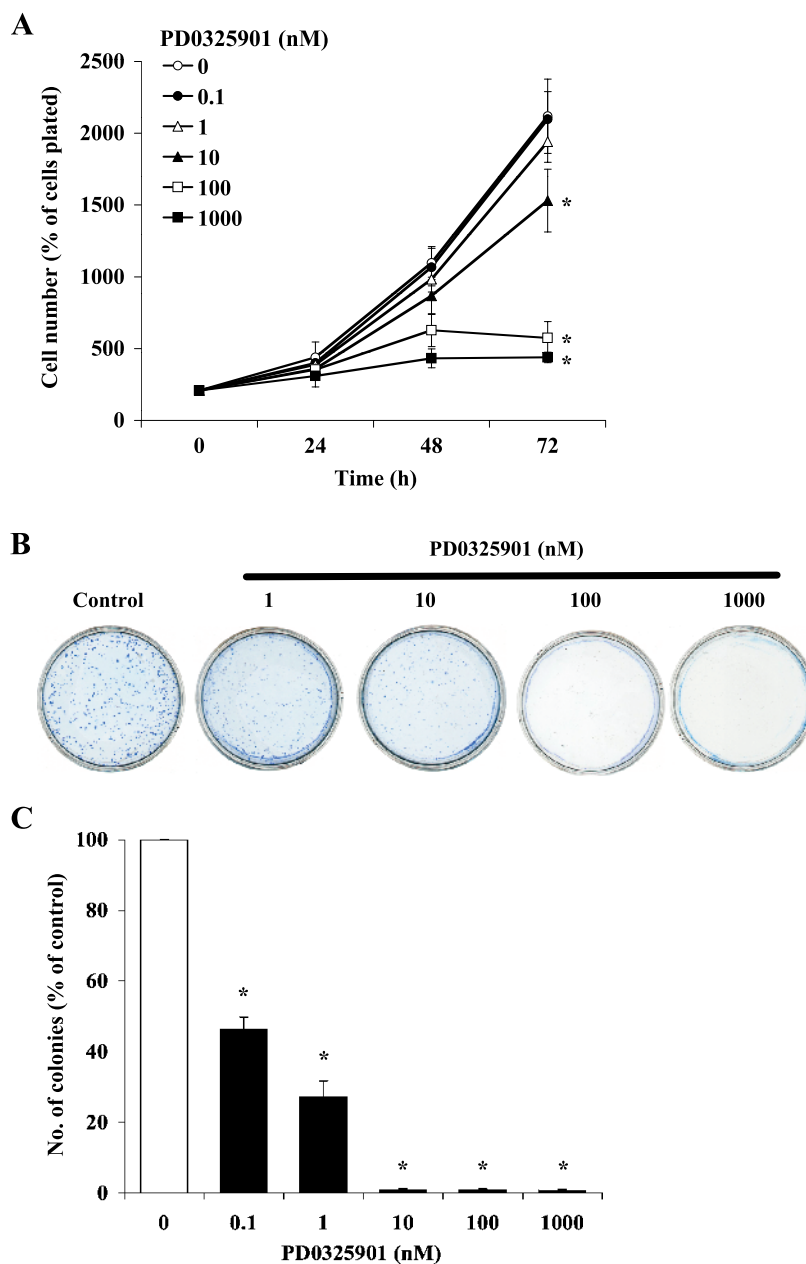 A
PD0325901 (nM)
0
0.1
1
10
100
1000
Cell number (% of cells plated)
2500
2000
1500
1000
500
0
*
*
*
0 24 48 72
Time (h)
B
PD0325901 (nM)
Control 1 10 100 1000
C
No. of colonies (% of control)
100
80
60
40
20
0
* * * * *
0 0.1 1 10 100 1000
PD0325901 (nM)